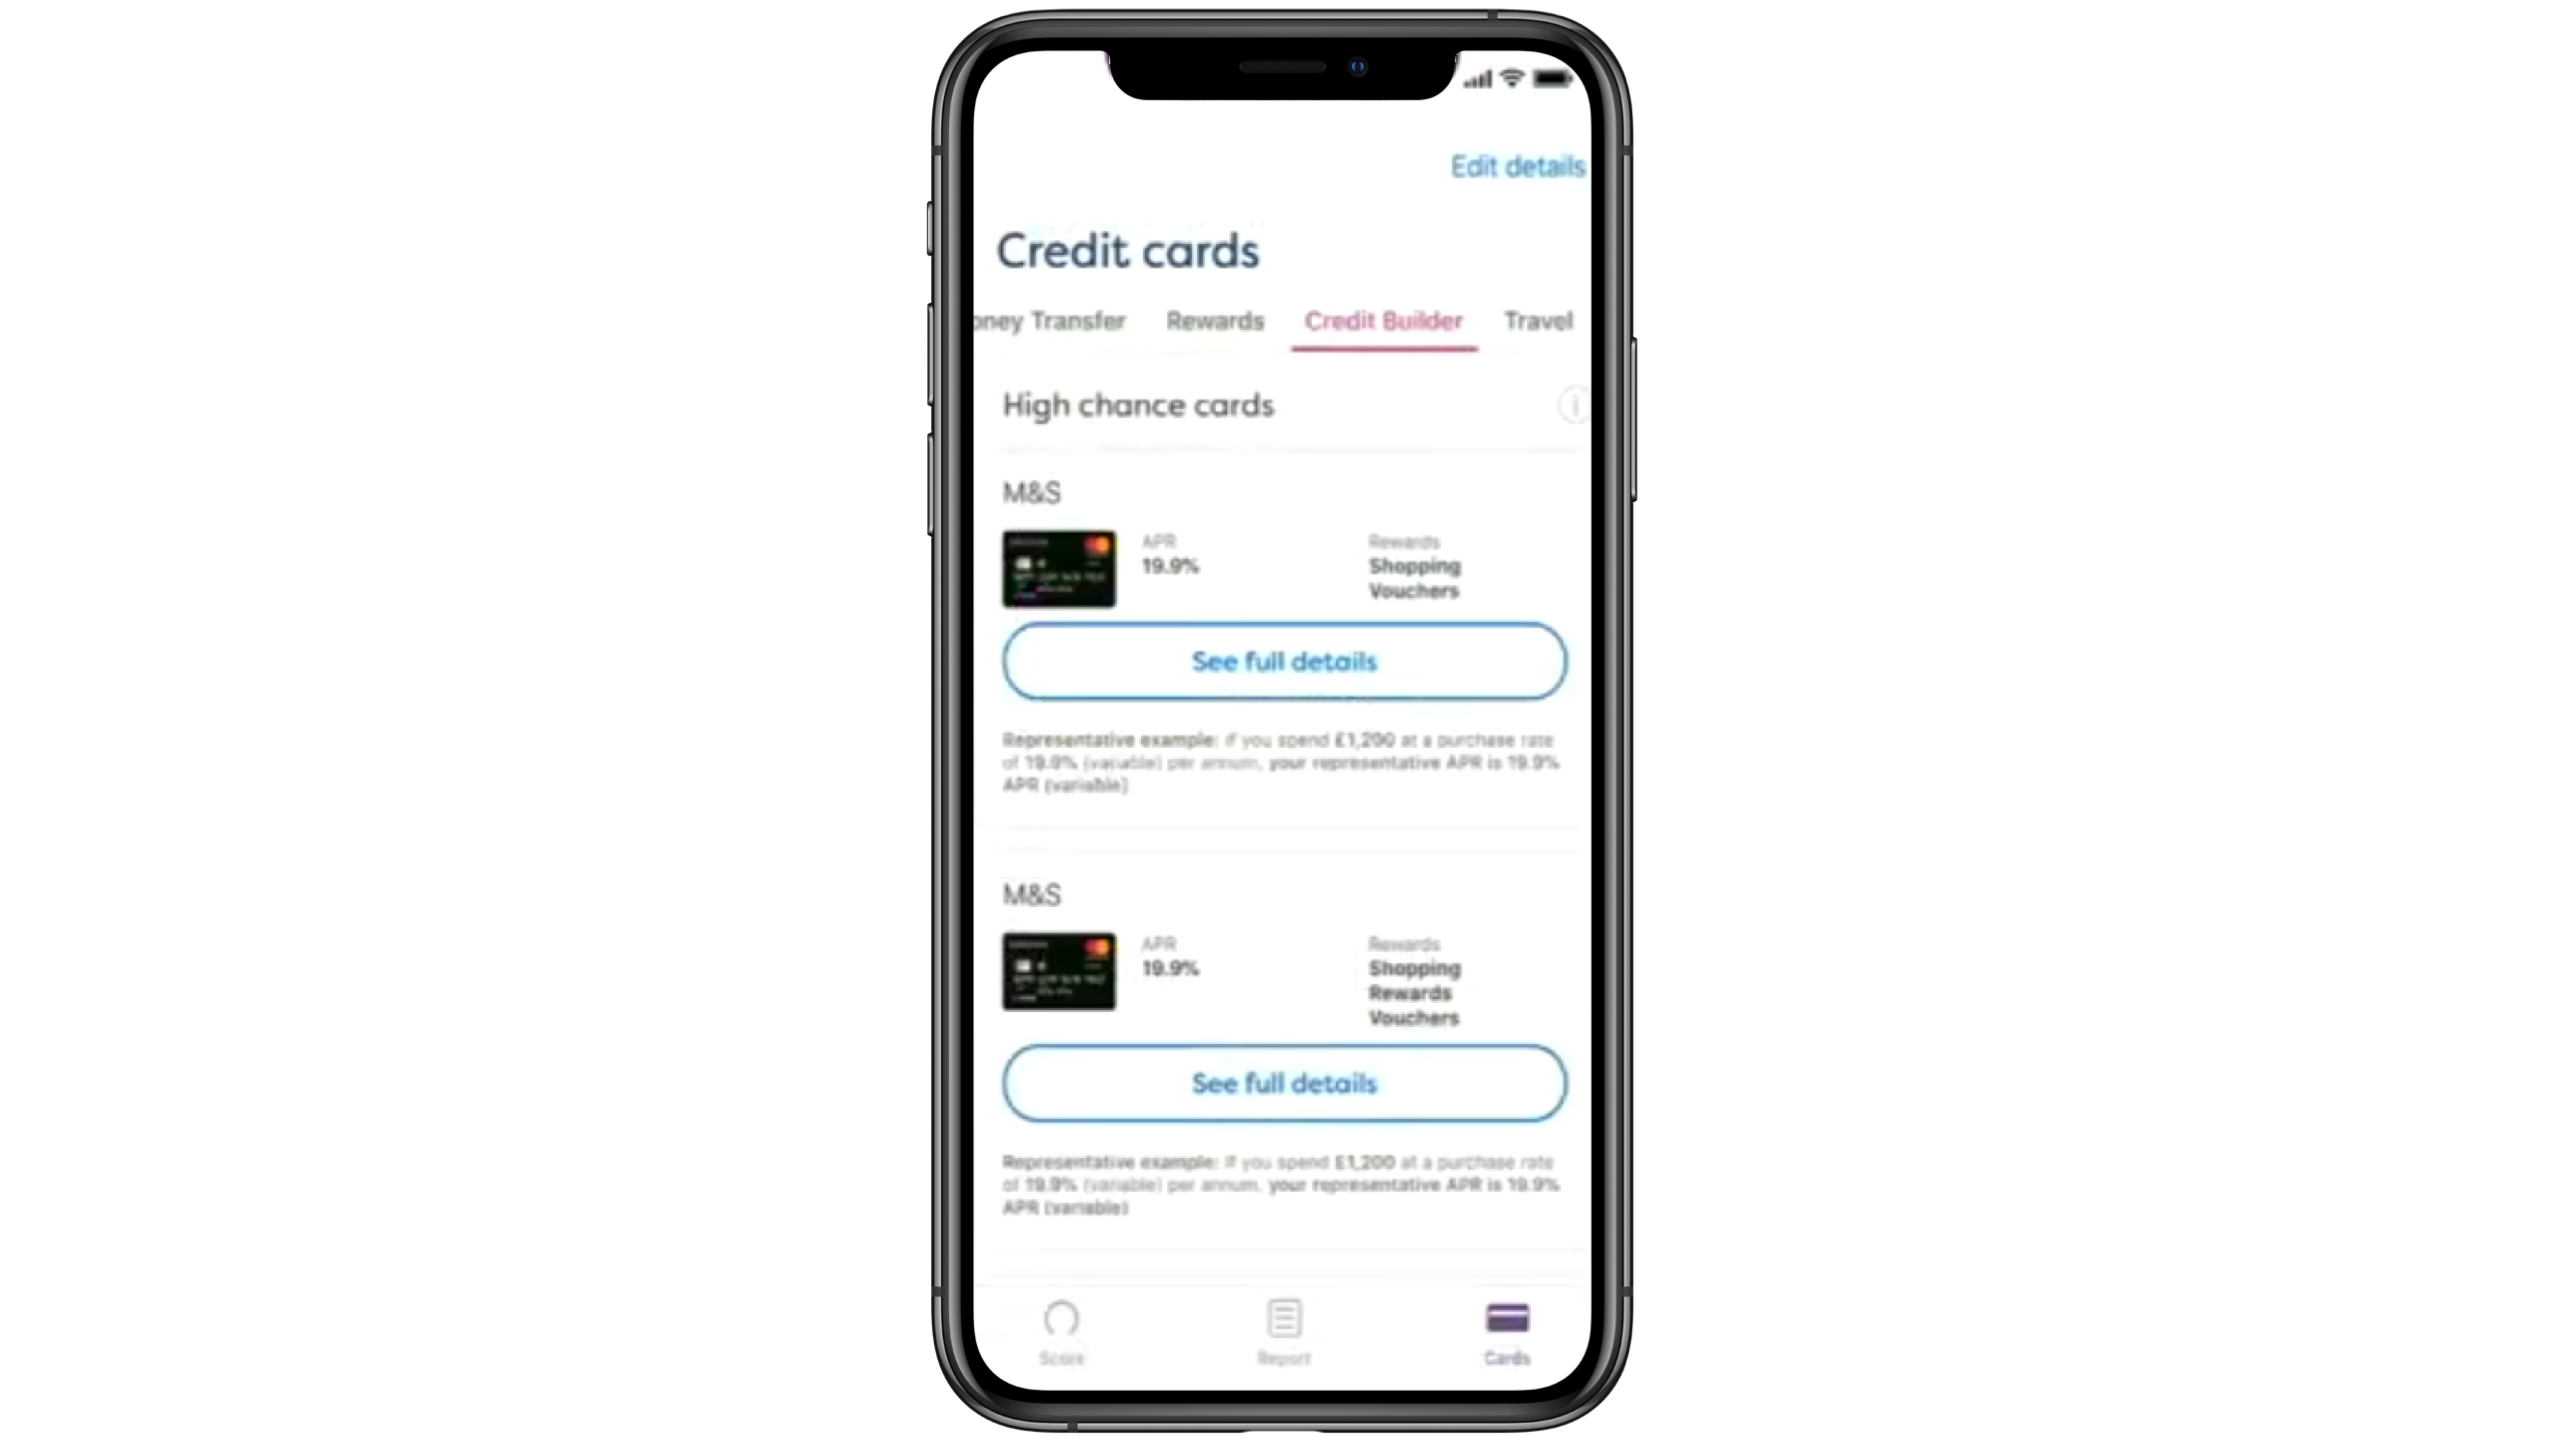 Edit details
Credit cards
oney Transfer Rewards Credit Builder Travel
High chance cards
M&S
APR Rewards
19.9% Shopping
Vouchers
See full details
Representative example: if you spend £1,200 at a purchase rate
of 19.9% (variable) per annum, your representative APR is 19.9%
APR (variable)
M&S
APR Rewards
19.9% Shopping
Rewards
Vouchers
See full details
Representative example: If you spend £1,200 at a purchase rate
of 19.9% (variable) per annum, your representative APR is 19.9%
APR (variable)
Score Report Cards